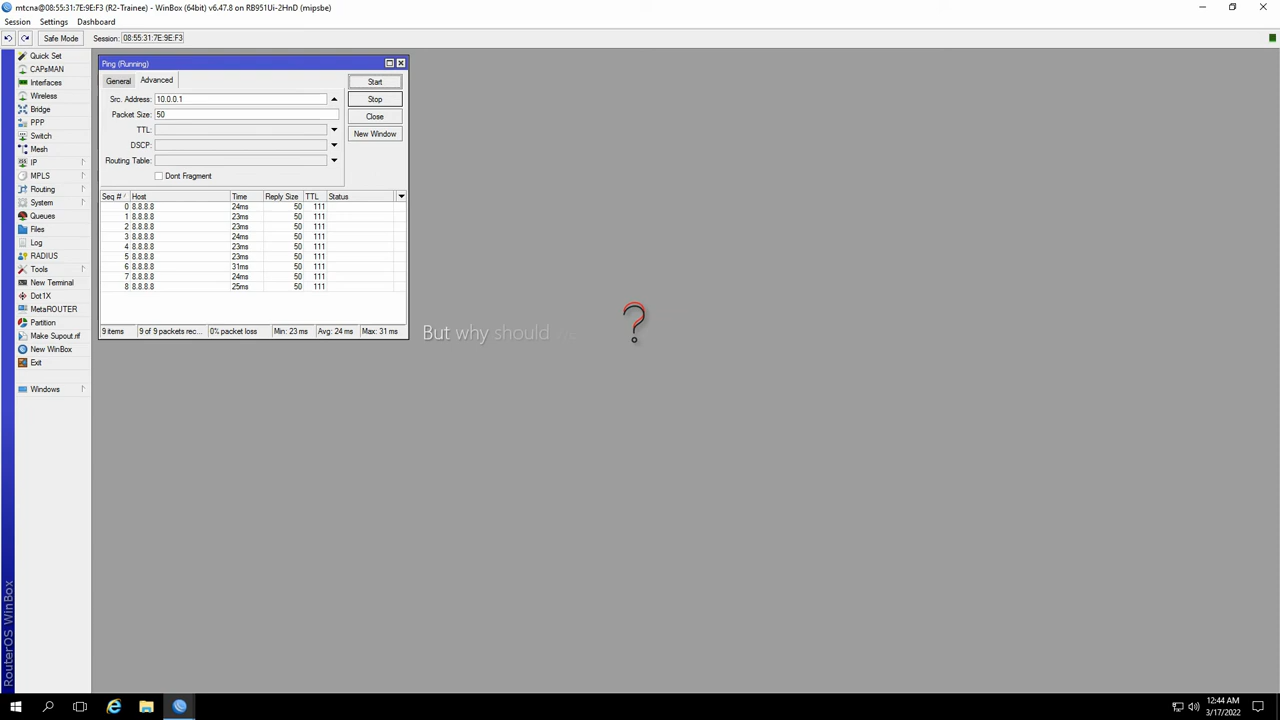 mtcna@08:55:31:7E:9E:F3 (R2-Trainee) - WinBox (64bit) v6.47.8 on RB951Ui-2HnD (mipsbe)
Session Settings Dashboard
Safe Mode Session: 08:55:31:7E:9E:F3
Quick Set
CAPsMAN
Interfaces
Wireless
Bridge
PPP
Switch
Mesh
IP
MPLS
Routing
System
Queues
Files
Log
RADIUS
Tools
New Terminal
Dot1X
MetaROUTER
Partition
Make Supout.rif
New WinBox
Exit
Windows
RouterOS WinBox
Ping (Running)
General Advanced
Src. Address: 10.0.0.1
Packet Size: 50
TTL:
DSCP:
Routing Table:
Dont Fragment
Start
Stop
Close
New Window
Seq # Host Time Reply Size TTL Status
0 8.8.8.8 24ms 50 111
1 8.8.8.8 23ms 50 111
2 8.8.8.8 23ms 50 111
3 8.8.8.8 24ms 50 111
4 8.8.8.8 23ms 50 111
5 8.8.8.8 23ms 50 111
6 8.8.8.8 31ms 50 111
7 8.8.8.8 24ms 50 111
8 8.8.8.8 25ms 50 111
9 items 9 of 9 packets rec... 0% packet loss Min: 23 ms Avg: 24 ms Max: 31 ms
But why should ?
12:44 AM
3/17/2022